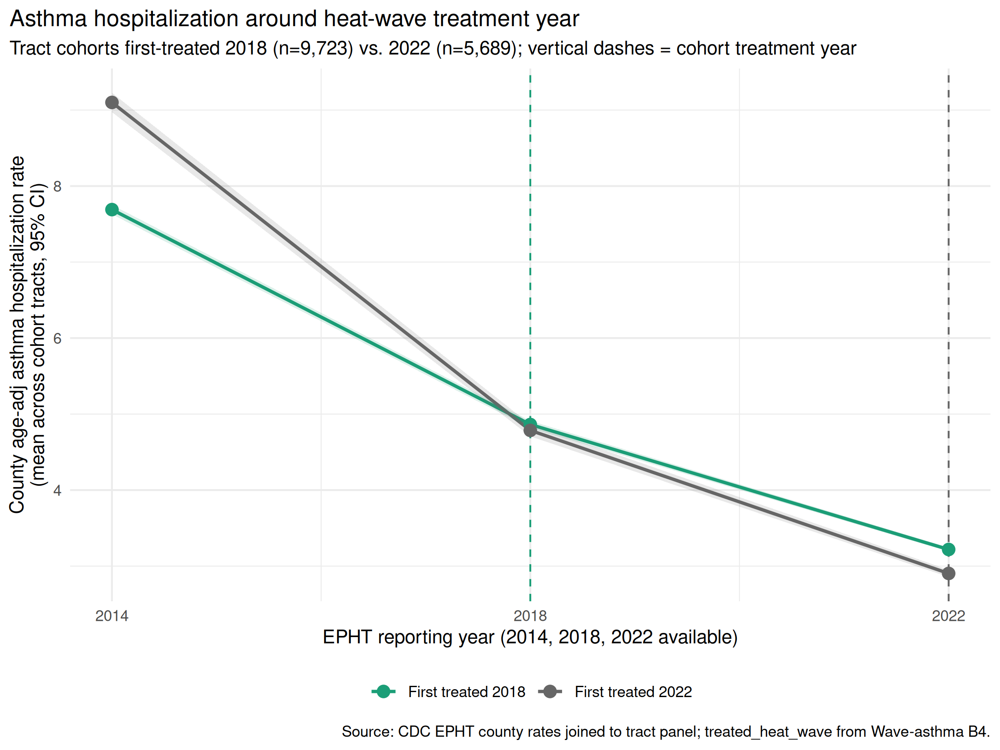 Asthma hospitalization around heat-wave treatment year
Tract cohorts first-treated 2018 (n=9,723) vs. 2022 (n=5,689); vertical dashes = cohort treatment year
County age-adj asthma hospitalization rate
(mean across cohort tracts, 95% CI)
8
6
4
2014
2018
2022
EPHT reporting year (2014, 2018, 2022 available)
First treated 2018
First treated 2022
Source: CDC EPHT county rates joined to tract panel; treated_heat_wave from Wave-asthma B4.